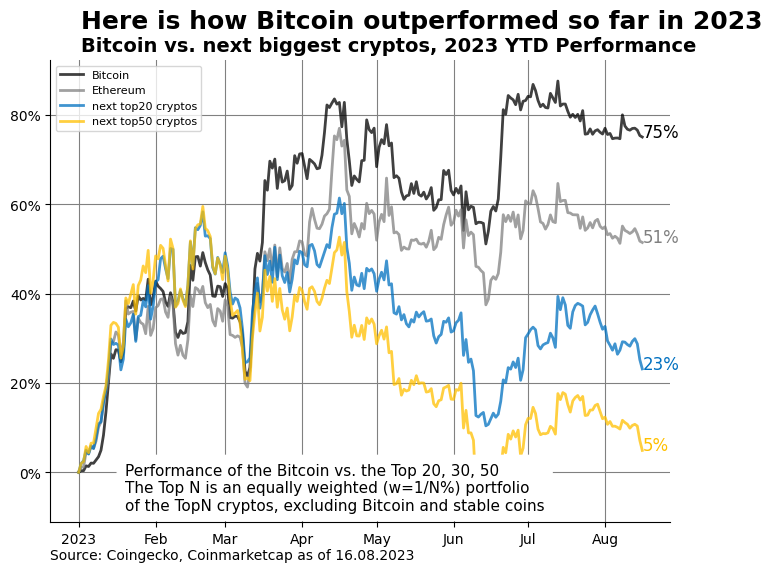 Here is how Bitcoin outperformed so far in 2023
Bitcoin vs. next biggest cryptos, 2023 YTD Performance
Bitcoin
Ethereum
next top20 cryptos
next top50 cryptos
80%
60%
40%
20%
0%
75%
51%
23%
5%
Performance of the Bitcoin vs. the Top 20, 30, 50
The Top N is an equally weighted (w=1/N%) portfolio
of the TopN cryptos, excluding Bitcoin and stable coins
2023 Feb Mar Apr May Jun Jul Aug
Source: Coingecko, Coinmarketcap as of 16.08.2023